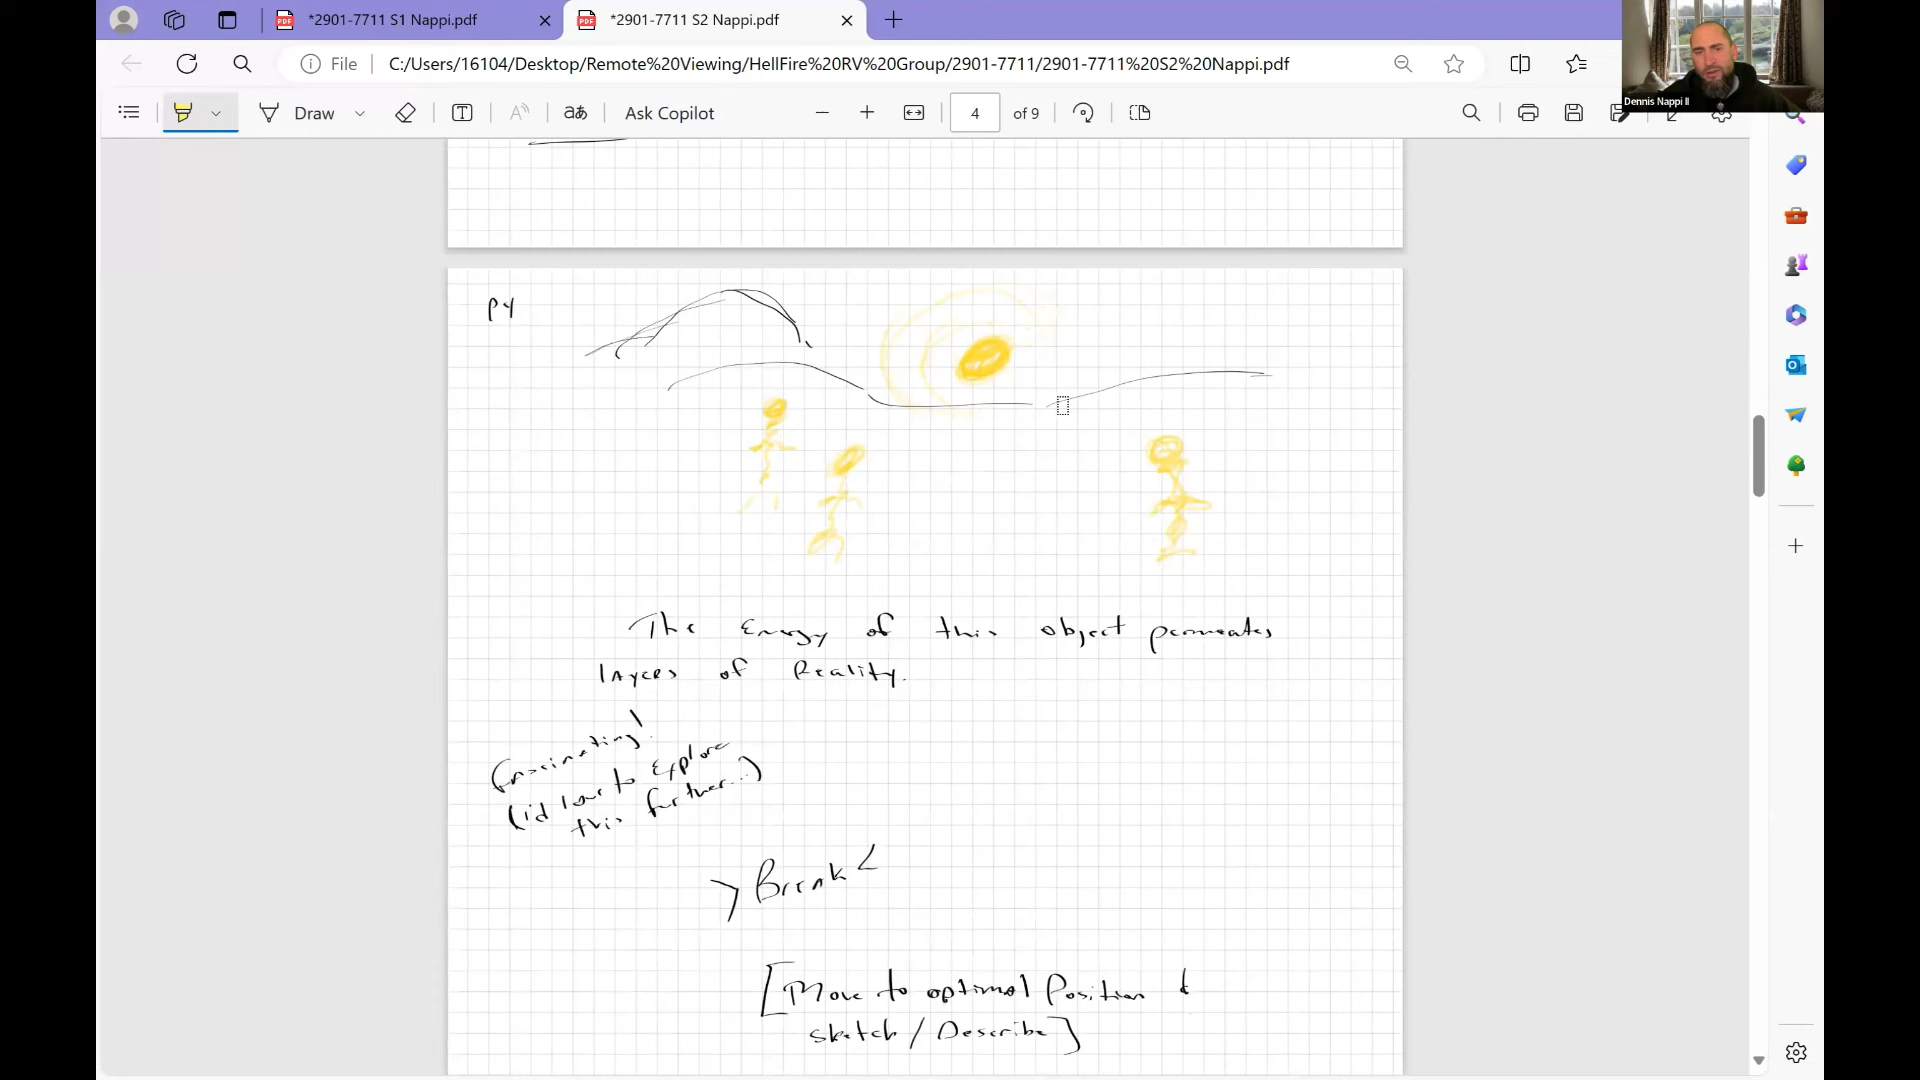 *2901-7711 S1 Nappi.pdf
*2901-7711 S2 Nappi.pdf
File
C:/Users/16104/Desktop/Remote%20Viewing/HellFire%20RV%20Group/2901-7711/2901-7711%20S2%20Nappi.pdf
Dennis Nappi II
Draw
Ask Copilot
4 of 9
P4
The Energy of this object permeates
layers of Reality.
Fascinating!
(id love to Explore
this further...)
>Break<
[Move to optimal Position &
sketch/Describe]